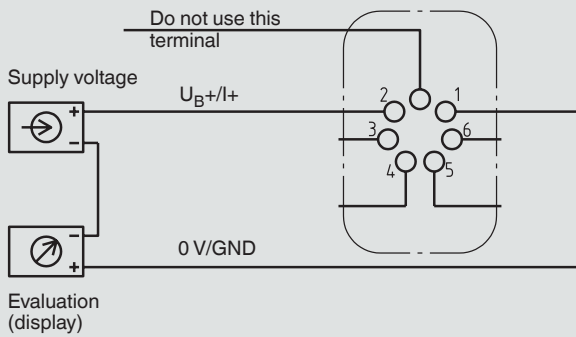 Do not use this
terminal
Supply voltage
U_B+/I+
+
−
2
1
3
6
4
5
−
+
0 V/GND
Evaluation
(display)